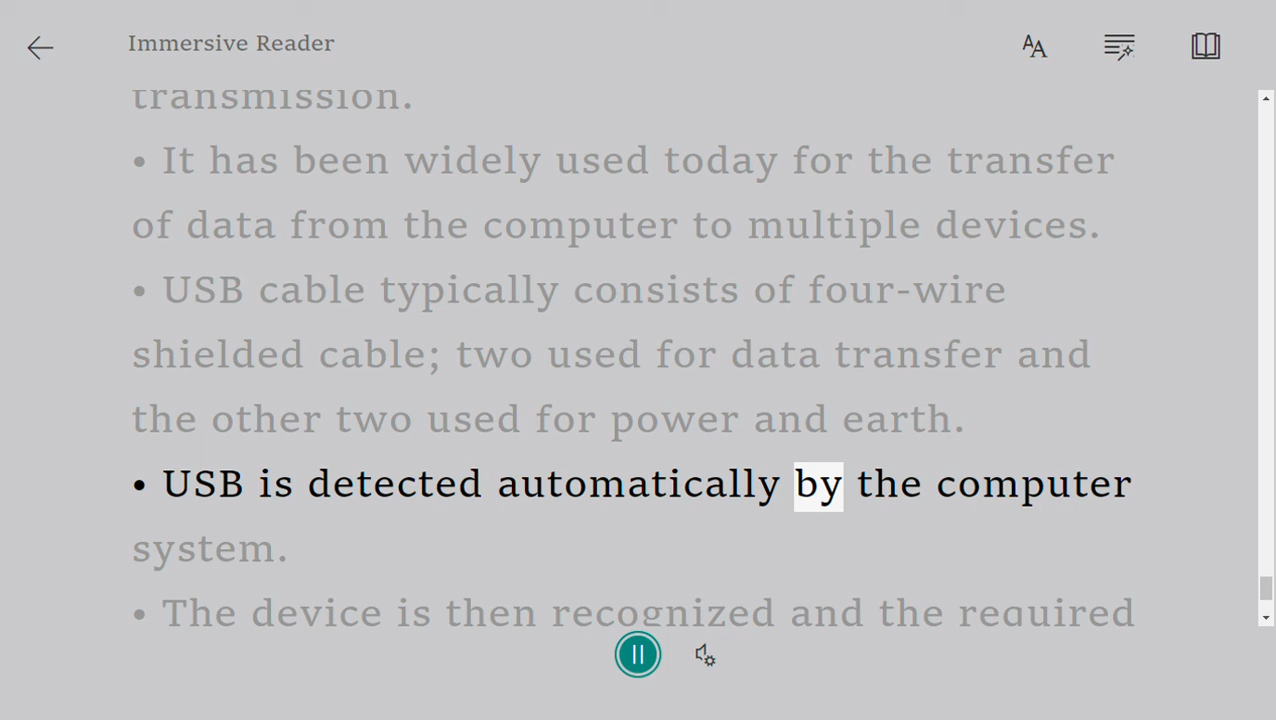 Immersive Reader
transmission.
• It has been widely used today for the transfer
of data from the computer to multiple devices.
• USB cable typically consists of four-wire
shielded cable; two used for data transfer and
the other two used for power and earth.
• USB is detected automatically by the computer
system.
• The device is then recognized and the required